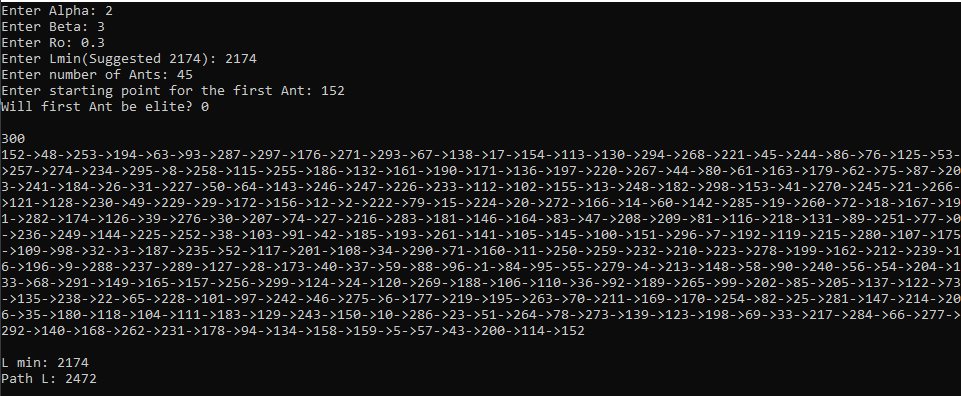 Enter Alpha: 2
Enter Beta: 3
Enter Ro: 0.3
Enter Lmin(Suggested 2174): 2174
Enter number of Ants: 45
Enter starting point for the first Ant: 152
Will first Ant be elite? 0
300
152->48->253->194->63->93->287->297->176->271->293->67->138->17->154->113->130->294->268->221->45->244->86->76->125->53-
>257->274->234->295->8->258->115->255->186->132->161->190->171->136->197->220->267->44->80->61->163->179->62->75->87->20
3->241->184->26->31->227->50->64->143->246->247->226->233->112->102->155->13->248->182->298->153->41->270->245->21->266-
>121->128->230->49->229->29->172->156->12->2->222->79->15->224->20->272->166->14->60->142->285->19->260->72->18->167->19
1->282->174->126->39->276->30->207->74->27->216->283->181->146->164->83->47->208->209->81->116->218->131->89->251->77->0
->236->249->144->225->252->38->103->91->42->185->193->261->141->105->145->100->151->296->7->192->119->215->280->107->175
->109->98->32->3->187->235->52->117->201->108->34->290->71->160->11->250->259->232->210->223->278->199->162->212->239->1
6->196->9->288->237->289->127->28->173->40->37->59->88->96->1->84->95->55->279->4->213->148->58->90->240->56->54->204->1
33->68->291->149->165->157->256->299->124->24->120->269->188->106->110->36->92->189->265->99->202->85->205->137->122->73
->135->238->22->65->228->101->97->242->46->275->6->177->219->195->263->70->211->169->170->254->82->25->281->147->214->20
6->35->180->118->104->111->183->129->243->150->10->286->23->51->264->78->273->139->123->198->69->33->217->284->66->277->
292->140->168->262->231->178->94->134->158->159->5->57->43->200->114->152
L min: 2174
Path L: 2472